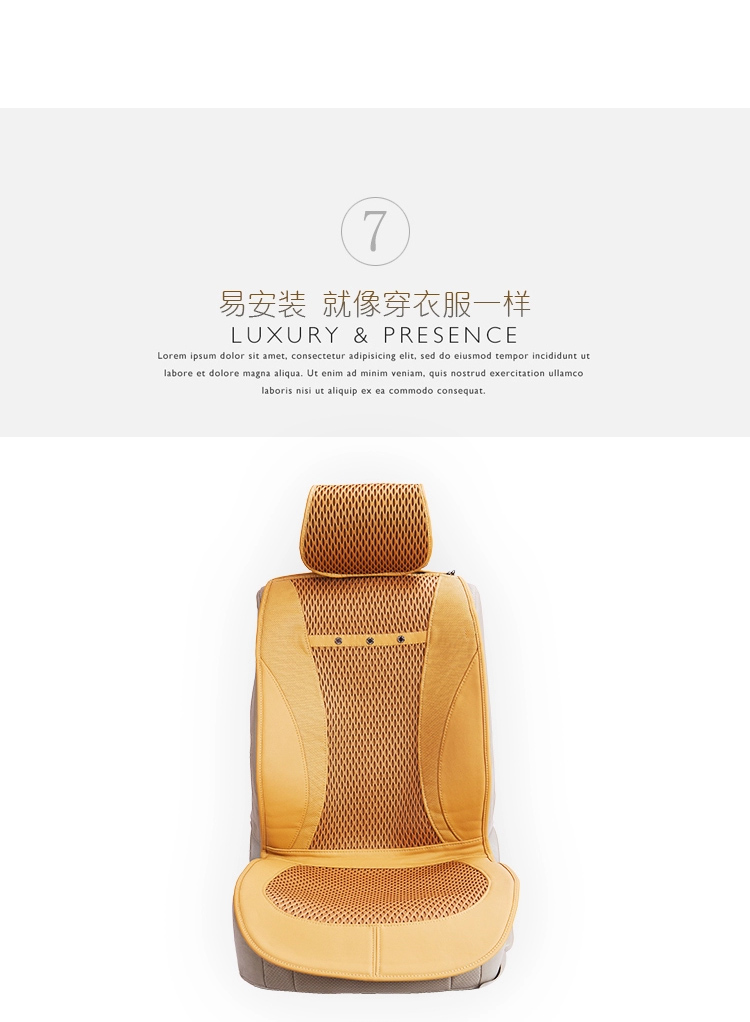 7
易安装 就像穿衣服一样
LUXURY & PRESENCE
Lorem ipsum dolor sit amet, consectetur adipisicing elit, sed do eiusmod tempor incididunt ut
labore et dolore magna aliqua. Ut enim ad minim veniam, quis nostrud exercitation ullamco
laboris nisi ut aliquip ex ea commodo consequat.